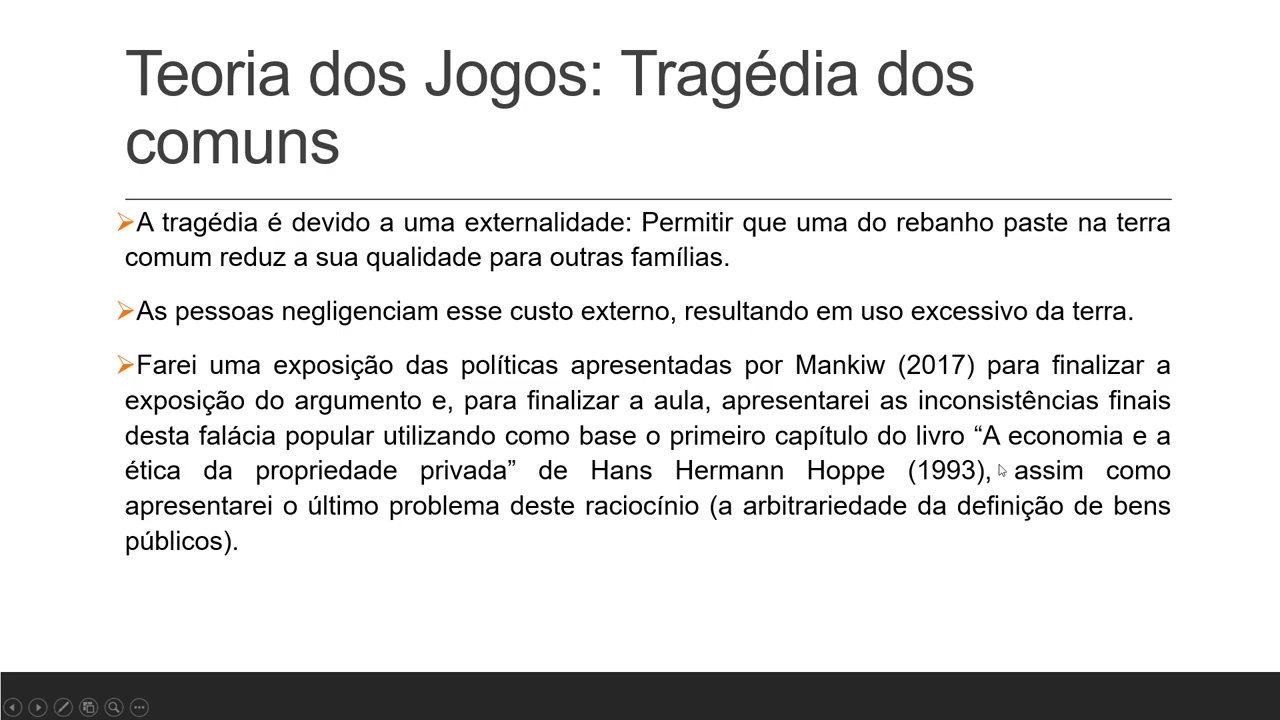 Teoria dos Jogos: Tragédia dos
comuns
A tragédia é devido a uma externalidade: Permitir que uma do rebanho paste na terra
comum reduz a sua qualidade para outras famílias.
As pessoas negligenciam esse custo externo, resultando em uso excessivo da terra.
Farei uma exposição das políticas apresentadas por Mankiw (2017) para finalizar a
exposição do argumento e, para finalizar a aula, apresentarei as inconsistências finais
desta falácia popular utilizando como base o primeiro capítulo do livro “A economia e a
ética da propriedade privada” de Hans Hermann Hoppe (1993), assim como
apresentarei o último problema deste raciocínio (a arbitrariedade da definição de bens
públicos).